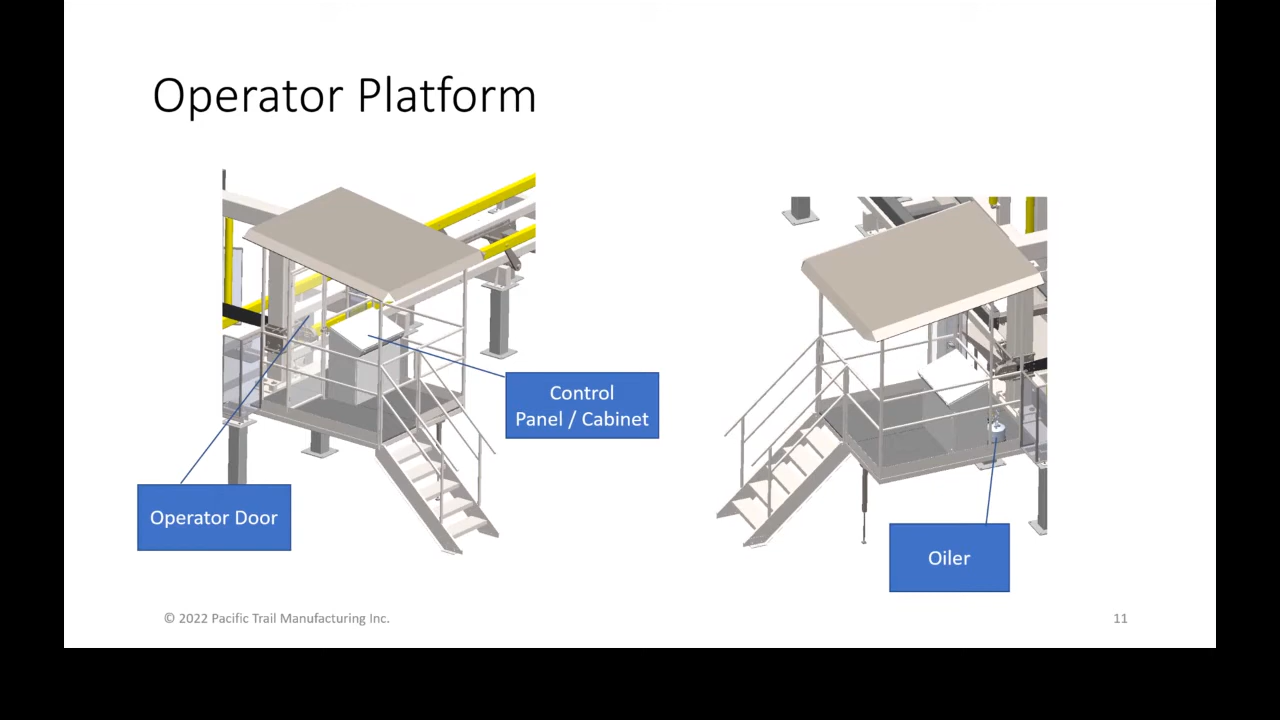 Operator Platform
Control
Panel / Cabinet
Operator Door
Oiler
© 2022 Pacific Trail Manufacturing Inc.
11